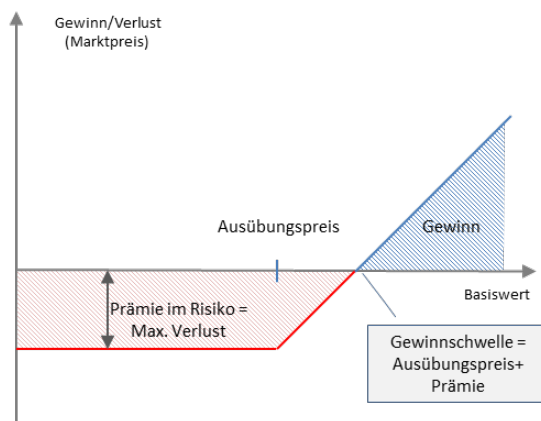 Gewinn/Verlust
(Marktpreis)
Ausübungspreis
Gewinn
Basiswert
Prämie im Risiko =
Max. Verlust
Gewinnschwelle =
Ausübungspreis+
Prämie